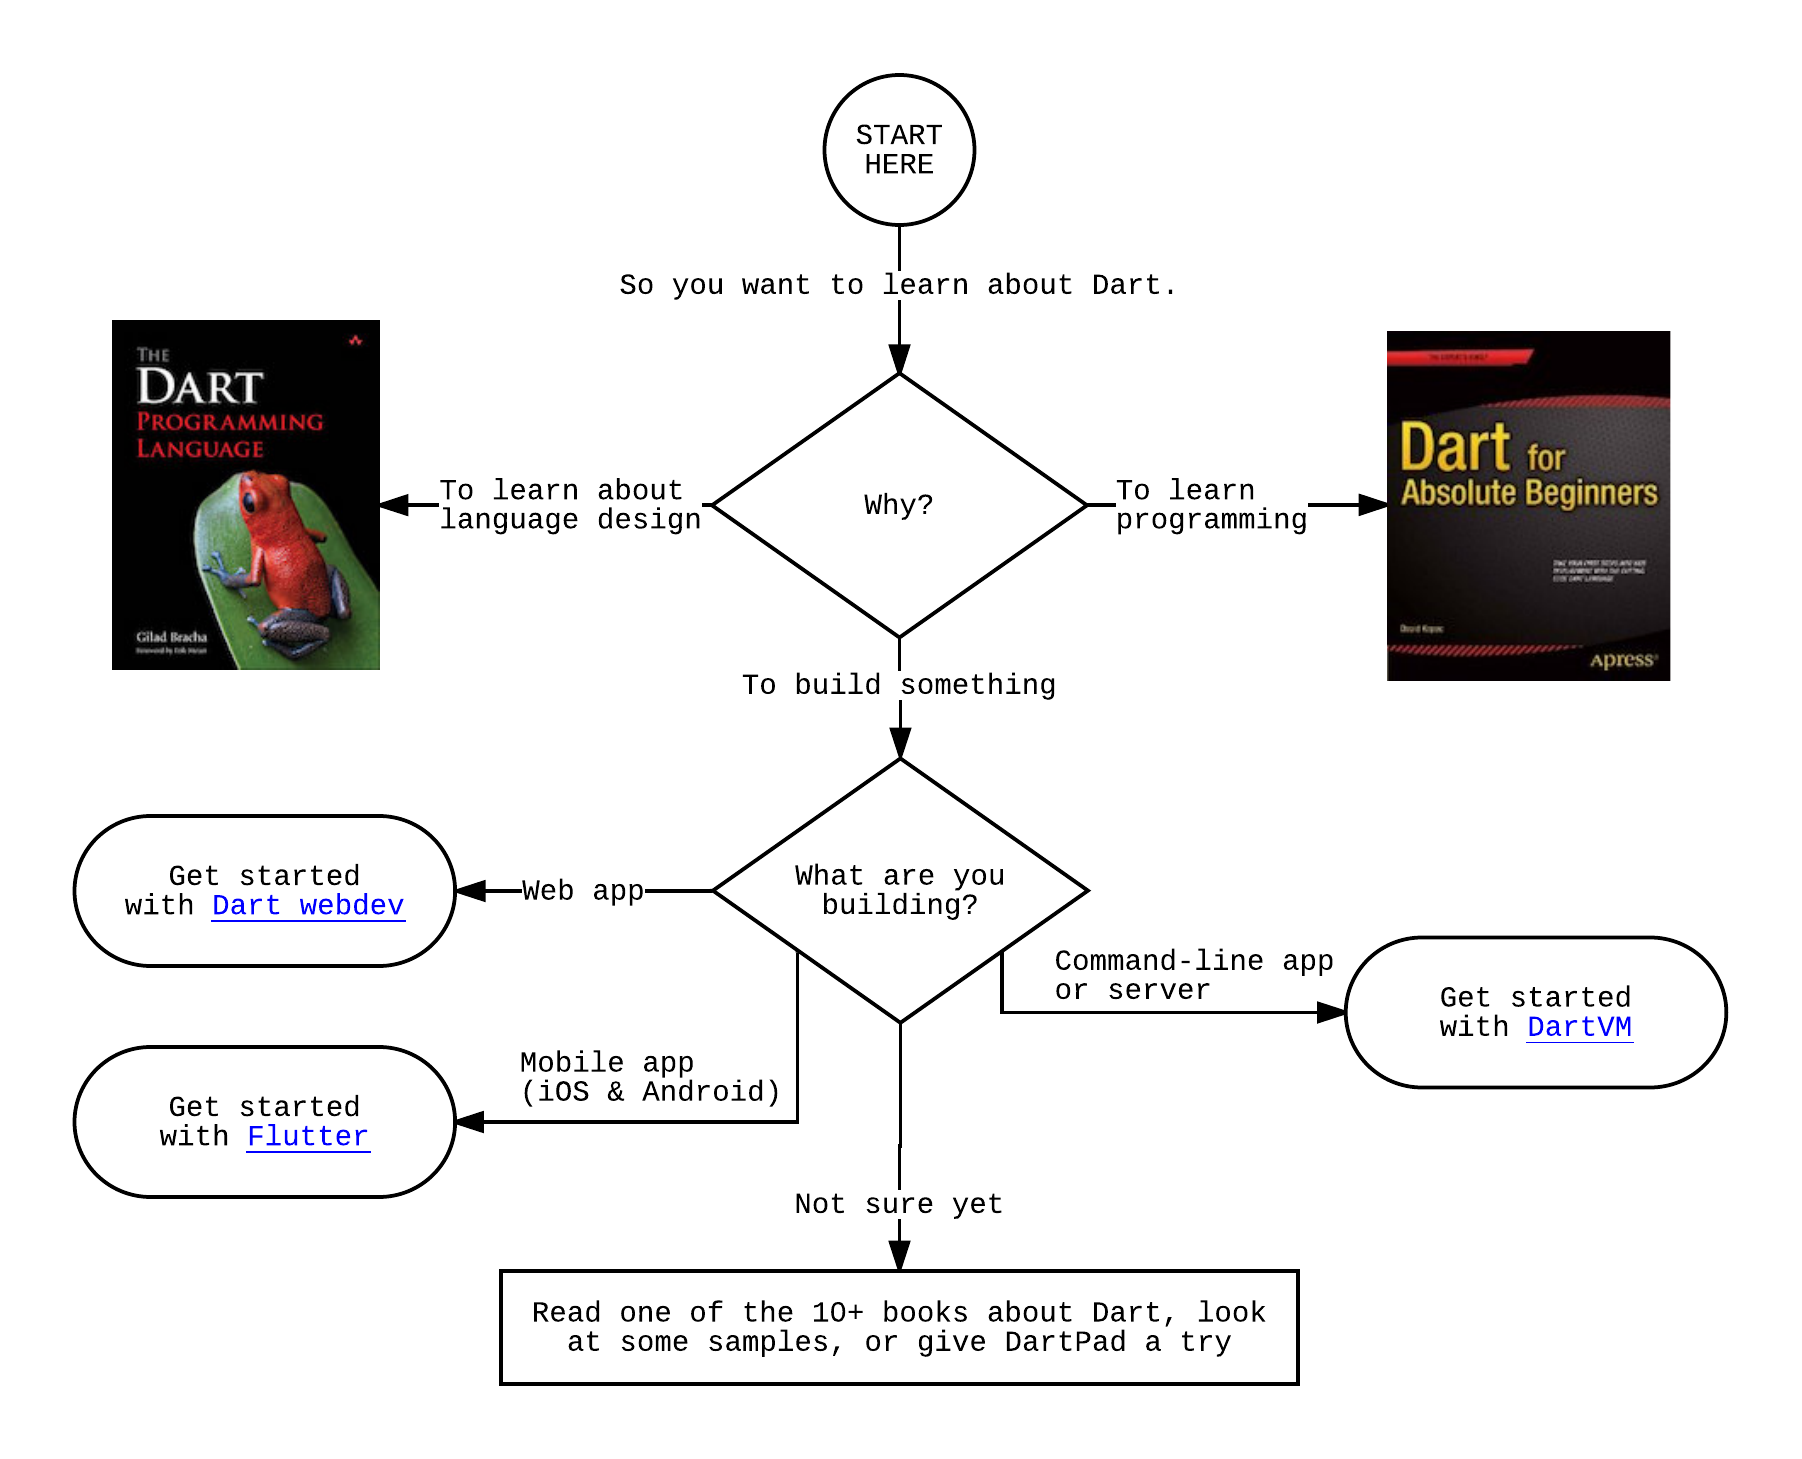 START
HERE
So you want to learn about Dart.
THE
DART
PROGRAMMING
LANGUAGE
Gilad Bracha
To learn about
language design
Why?
To learn
programming
Dart for
Absolute Beginners
Apress
To build something
What are you
building?
Web app
Get started
with Dart webdev
Command-line app
or server
Get started
with DartVM
Mobile app
(iOS & Android)
Get started
with Flutter
Not sure yet
Read one of the 10+ books about Dart, look
at some samples, or give DartPad a try